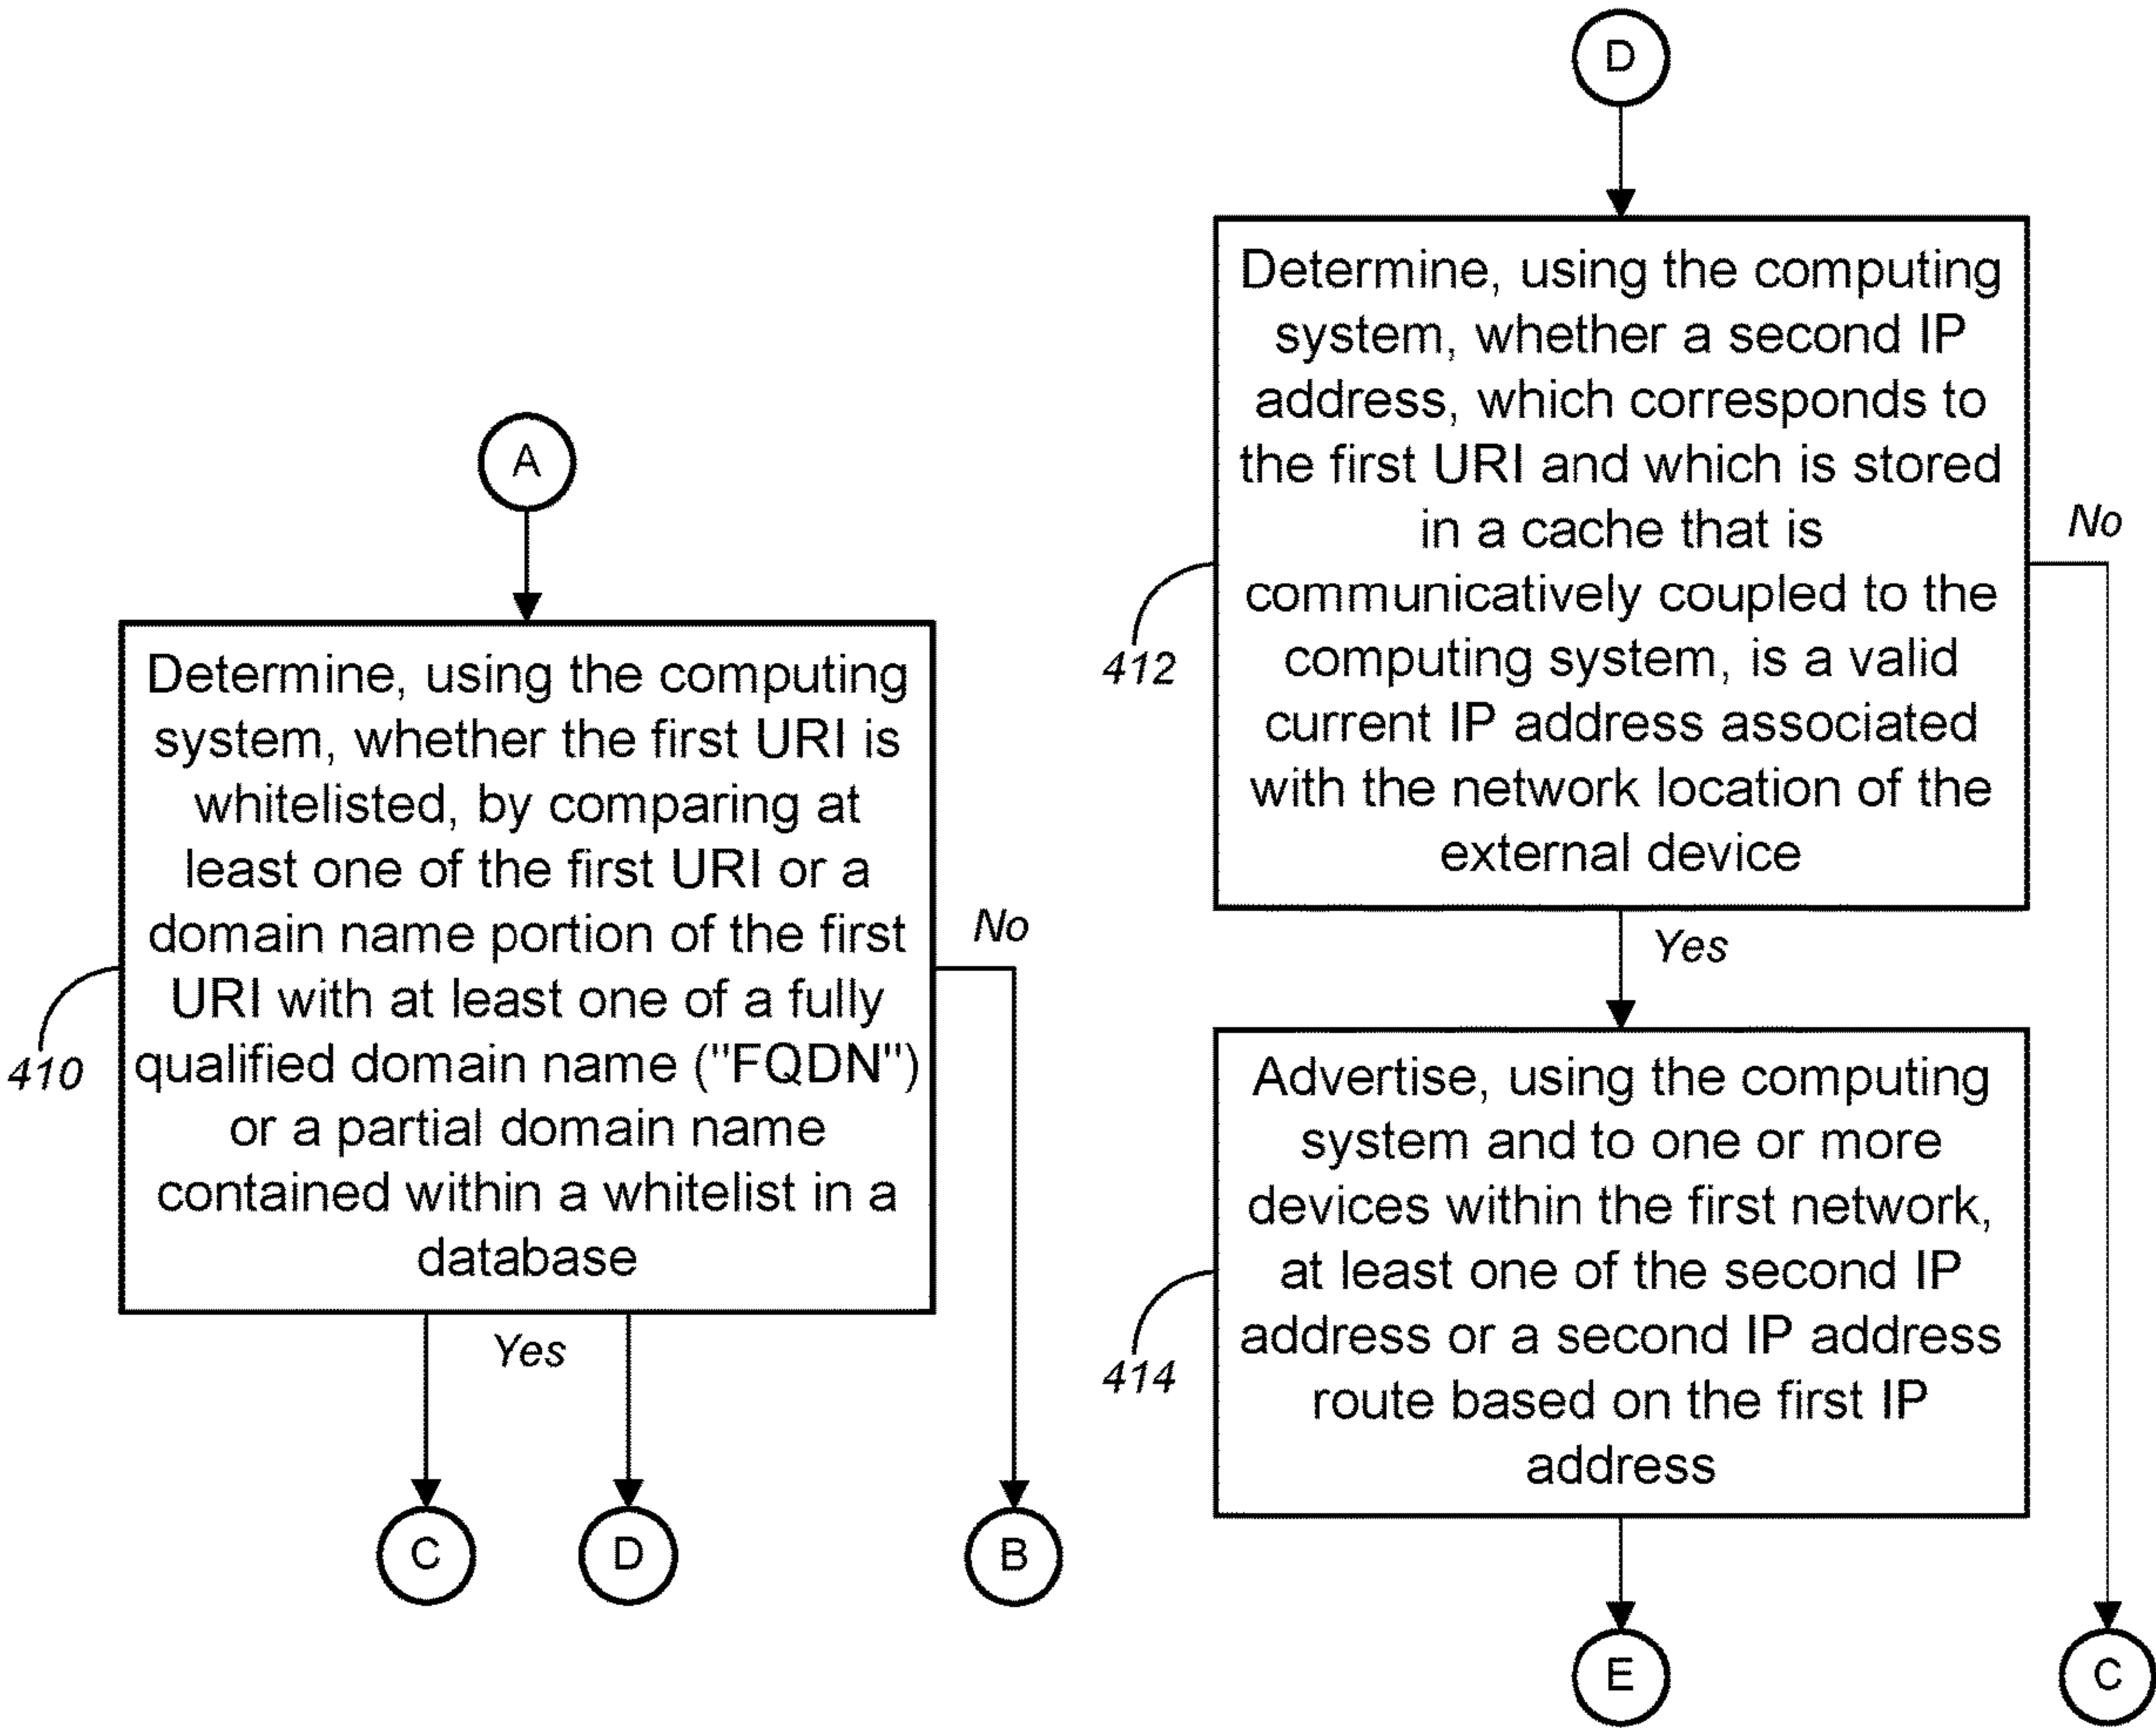 A
Determine, using the computing
system, whether the first URI is
whitelisted, by comparing at
least one of the first URI or a
domain name portion of the first
URI with at least one of a fully
qualified domain name ("FQDN")
or a partial domain name
contained within a whitelist in a
database
410
No
Yes
C
D
B
D
Determine, using the computing
system, whether a second IP
address, which corresponds to
the first URI and which is stored
in a cache that is
communicatively coupled to the
computing system, is a valid
current IP address associated
with the network location of the
external device
412
No
Yes
Advertise, using the computing
system and to one or more
devices within the first network,
at least one of the second IP
address or a second IP address
route based on the first IP
address
414
E
C